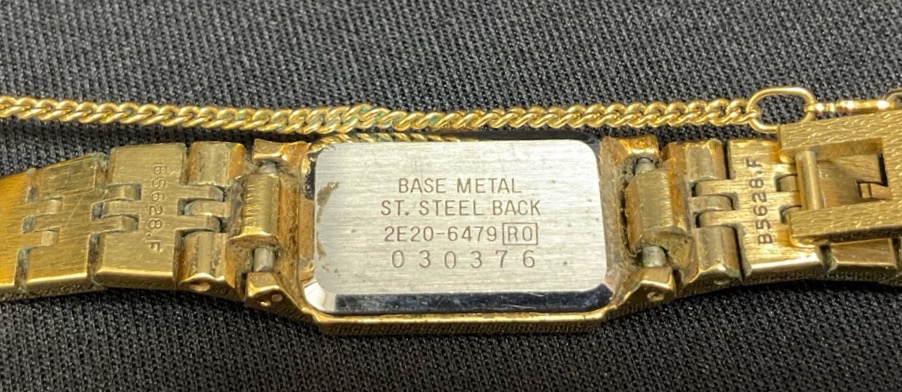 BASE METAL
ST. STEEL BACK
2E20-6479 R0
030376
B5628.F
B5628.F